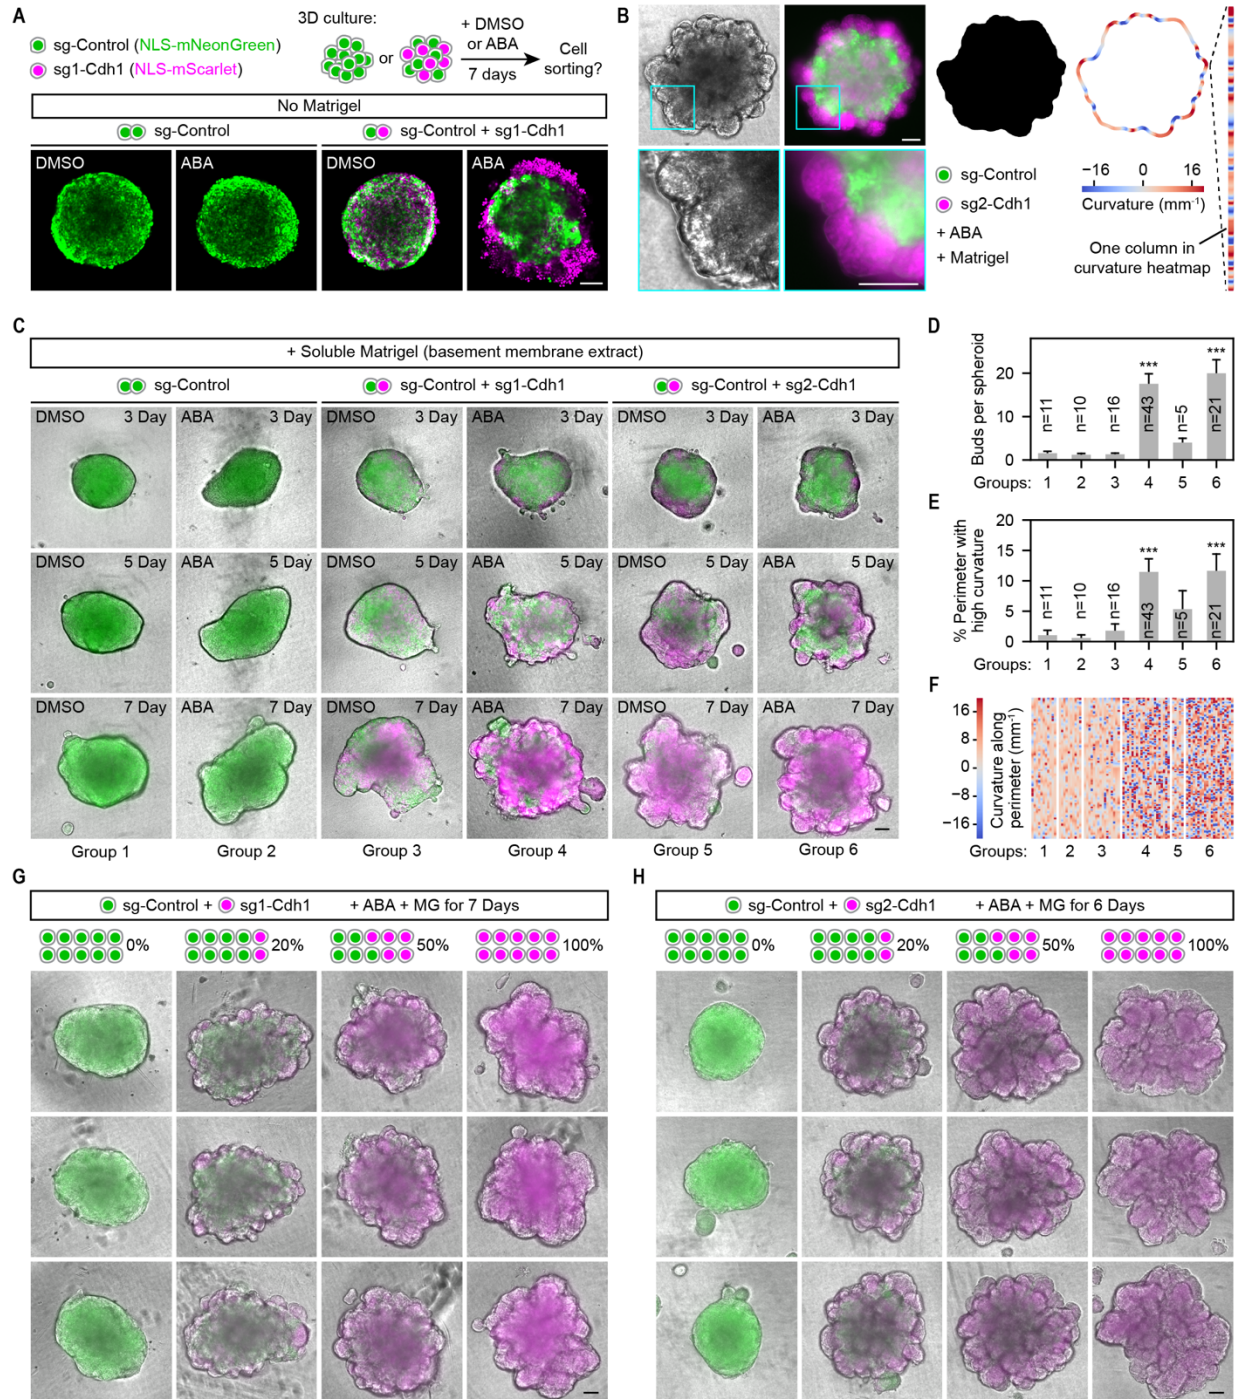 A
3D culture:
+ DMSO
or ABA
7 days
or
Cell
sorting?
sg-Control (NLS-mNeonGreen)
sg1-Cdh1 (NLS-mScarlet)
No Matrigel
sg-Control
sg-Control + sg1-Cdh1
DMSO
ABA
DMSO
ABA
B
sg-Control
sg2-Cdh1
+ ABA
+ Matrigel
−16 0 16
Curvature (mm⁻¹)
One column in
curvature heatmap
C
+ Soluble Matrigel (basement membrane extract)
sg-Control
sg-Control + sg1-Cdh1
sg-Control + sg2-Cdh1
DMSO 3 Day
ABA 3 Day
DMSO 3 Day
ABA 3 Day
DMSO 3 Day
ABA 3 Day
DMSO 5 Day
ABA 5 Day
DMSO 5 Day
ABA 5 Day
DMSO 5 Day
ABA 5 Day
DMSO 7 Day
ABA 7 Day
DMSO 7 Day
ABA 7 Day
DMSO 7 Day
ABA 7 Day
Group 1
Group 2
Group 3
Group 4
Group 5
Group 6
D
Buds per spheroid
20
10
0
n=11
n=10
n=16
n=43
n=5
n=21
***
***
Groups: 1 2 3 4 5 6
E
% Perimeter with
high curvature
20
15
10
5
0
n=11
n=10
n=16
n=43
n=5
n=21
***
***
Groups: 1 2 3 4 5 6
F
16
8
0
−8
−16
Curvature along
perimeter (mm⁻¹)
Groups: 1 2 3 4 5 6
G
sg-Control + sg1-Cdh1 + ABA + MG for 7 Days
0%
20%
50%
100%
H
sg-Control + sg2-Cdh1 + ABA + MG for 6 Days
0%
20%
50%
100%